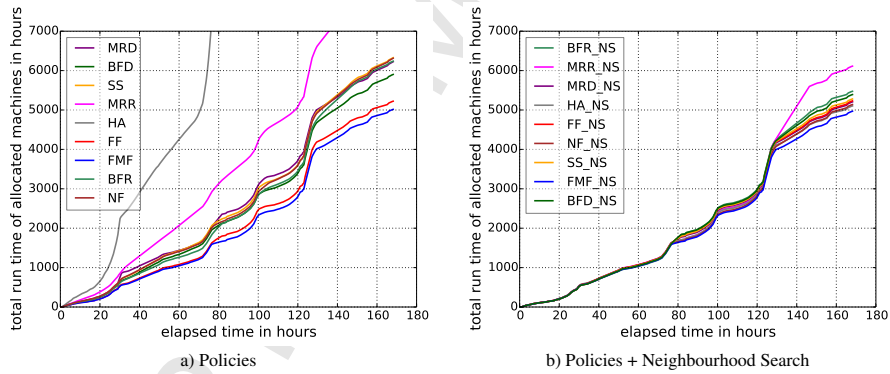 total run time of allocated machines in hours
7000
6000
5000
4000
3000
2000
1000
0
MRD
BFD
SS
MRR
HA
FF
FMF
BFR
NF
0 20 40 60 80 100 120 140 160 180
elapsed time in hours
a) Policies
total run time of allocated machines in hours
7000
6000
5000
4000
3000
2000
1000
0
BFR_NS
MRR_NS
MRD_NS
HA_NS
FF_NS
NF_NS
SS_NS
FMF_NS
BFD_NS
0 20 40 60 80 100 120 140 160 180
elapsed time in hours
b) Policies + Neighbourhood Search